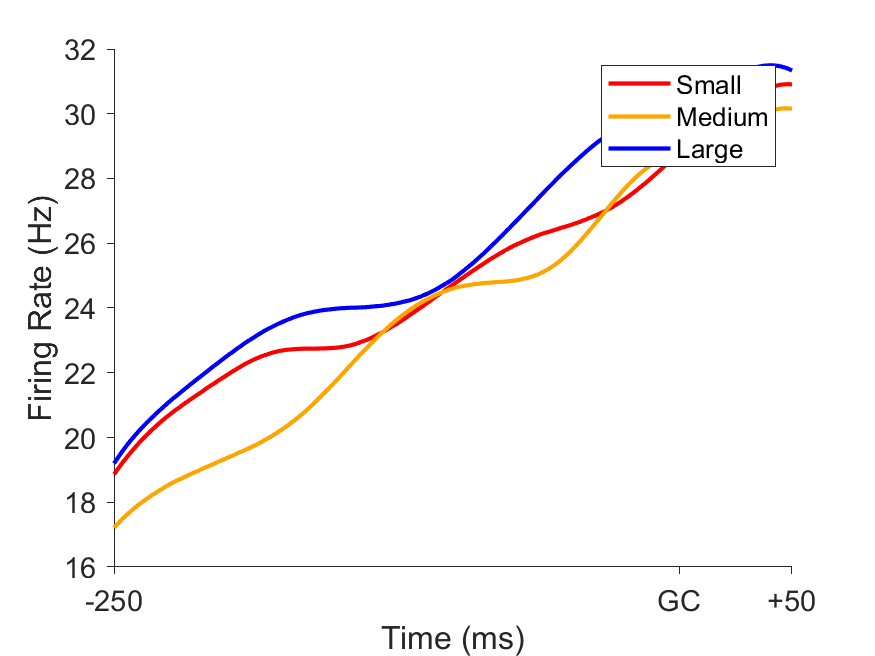 Firing Rate (Hz)
32
30
28
26
24
22
20
18
16
Small
Medium
Large
-250
GC
+50
Time (ms)